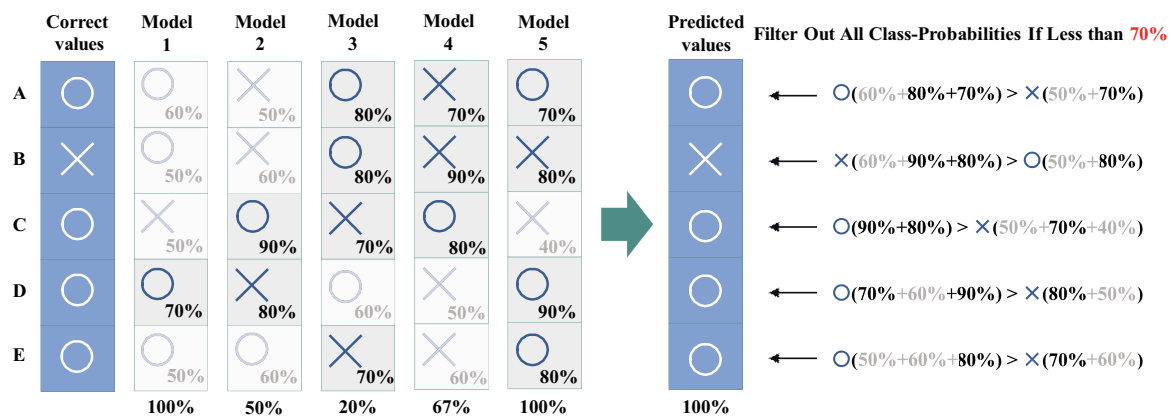 Correct values Model 1 Model 2 Model 3 Model 4 Model 5 Predicted values Filter Out All Class-Probabilities If Less than 70%
A 60% 50% 80% 70% 70% ○(60%+80%+70%) > ×(50%+70%)
B 50% 60% 80% 90% 80% ×(60%+90%+80%) > ○(50%+80%)
C 50% 90% 70% 80% 40% ○(90%+80%) > ×(50%+70%+40%)
D 70% 80% 60% 50% 90% ○(70%+60%+90%) > ×(80%+50%)
E 50% 60% 70% 60% 80% ○(50%+60%+80%) > ×(70%+60%)
100% 50% 20% 67% 100% 100%